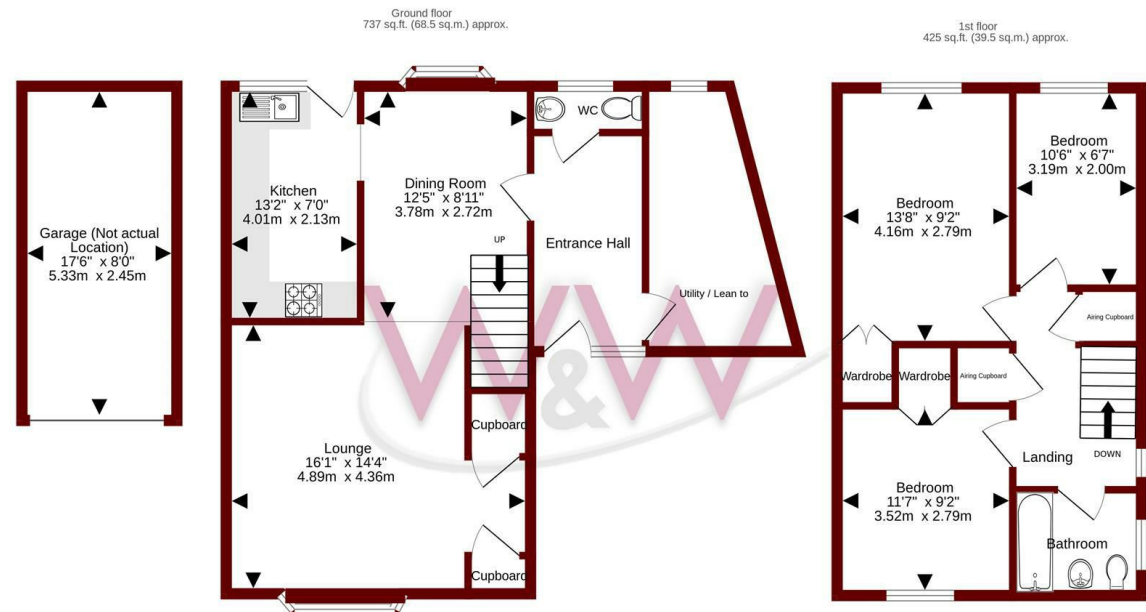 Ground floor
737 sq.ft. (68.5 sq.m.) approx.
1st floor
425 sq.ft. (39.5 sq.m.) approx.
Garage (Not actual
Location)
17'6" x 8'0"
5.33m x 2.45m
Kitchen
13'2" x 7'0"
4.01m x 2.13m
Dining Room
12'5" x 8'11"
3.78m x 2.72m
UP
WC
Entrance Hall
Utility / Lean to
Lounge
16'1" x 14'4"
4.89m x 4.36m
Cupboard
Cupboard
W&W
Bedroom
13'8" x 9'2"
4.16m x 2.79m
Bedroom
10'6" x 6'7"
3.19m x 2.00m
Airing Cupboard
Wardrobe
Wardrobe
Airing Cupboard
Landing
DOWN
Bedroom
11'7" x 9'2"
3.52m x 2.79m
Bathroom